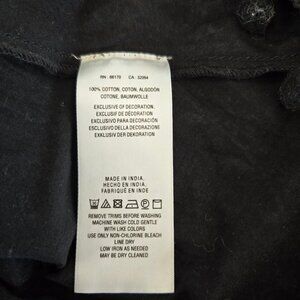 RN: 66170 CA: 32054
100% COTTON, COTON, ALGODÓN
COTONE, BAUMWOLLE
EXCLUSIVE OF DECORATION
EXCLUSIF DE DÉCORATION
EXCLUSIVO PARA DECORACIÓN
ESCLUSIVO DELLA DECORAZIONS
EXKLUSIV DER DEKORATION
MADE IN INDIA
HECHO EN INDIA
FABRIQUÉ EN INDE
REMOVE TRIMS BEFORE WASHING
MACHINE WASH COLD GENTLE
WITH LIKE COLORS
USE ONLY NON-CHLORINE BLEACH
LINE DRY
LOW IRON AS NEEDED
MAY BE DRY CLEANED